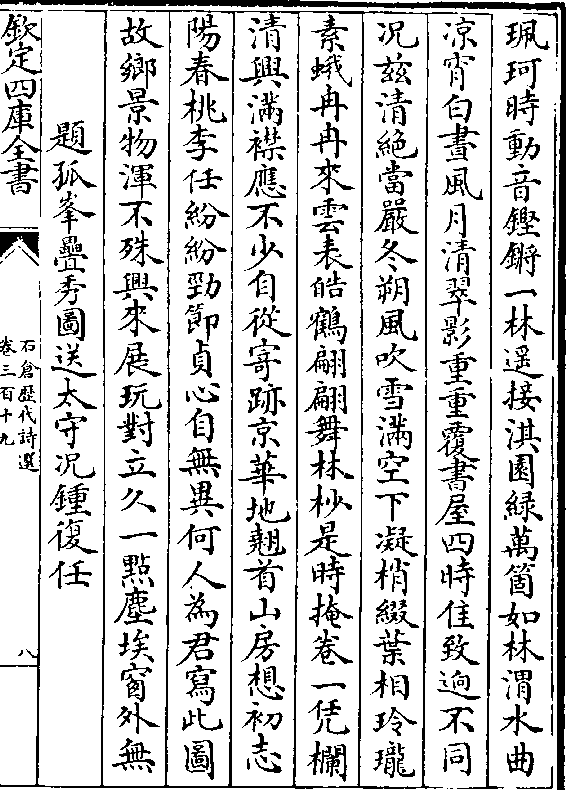 珮珂時動音鏗鏘一林遥接淇園緑萬箇如林渭水曲
凉宵白晝風月清翠影重重覆書屋四時佳致逈不同
况兹清絶當嚴冬朔風吹雪滿空下凝梢綴葉相玲瓏
素蛾冉冉來雲表皓鶴翩翩舞林杪是時掩卷一凭欄
清興滿襟應不少自從寄跡京華地翹首山房想初志
陽春桃李任紛紛勁節貞心自無異何人為君寫此圖
故鄉景物渾不殊興來展玩對立久一點塵埃窗外無
題孤峯疊秀圖送太守况鍾復任
欽定四庫全書
石倉歴代詩選
卷三百十九
八